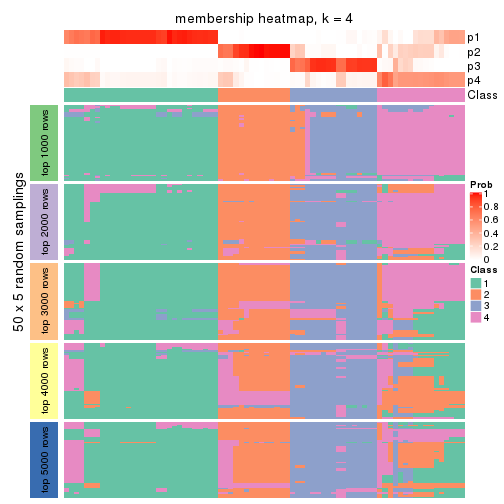 membership heatmap, k = 4
p1
p2
p3
p4
Class
50 x 5 random samplings
top 1000 rows
top 2000 rows
top 3000 rows
top 4000 rows
top 5000 rows
Prob
1
0.8
0.6
0.4
0.2
0
Class
1
2
3
4